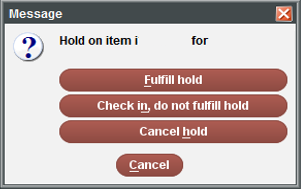 Message
Hold on item i for
Fulfill hold
Check in, do not fulfill hold
Cancel hold
Cancel